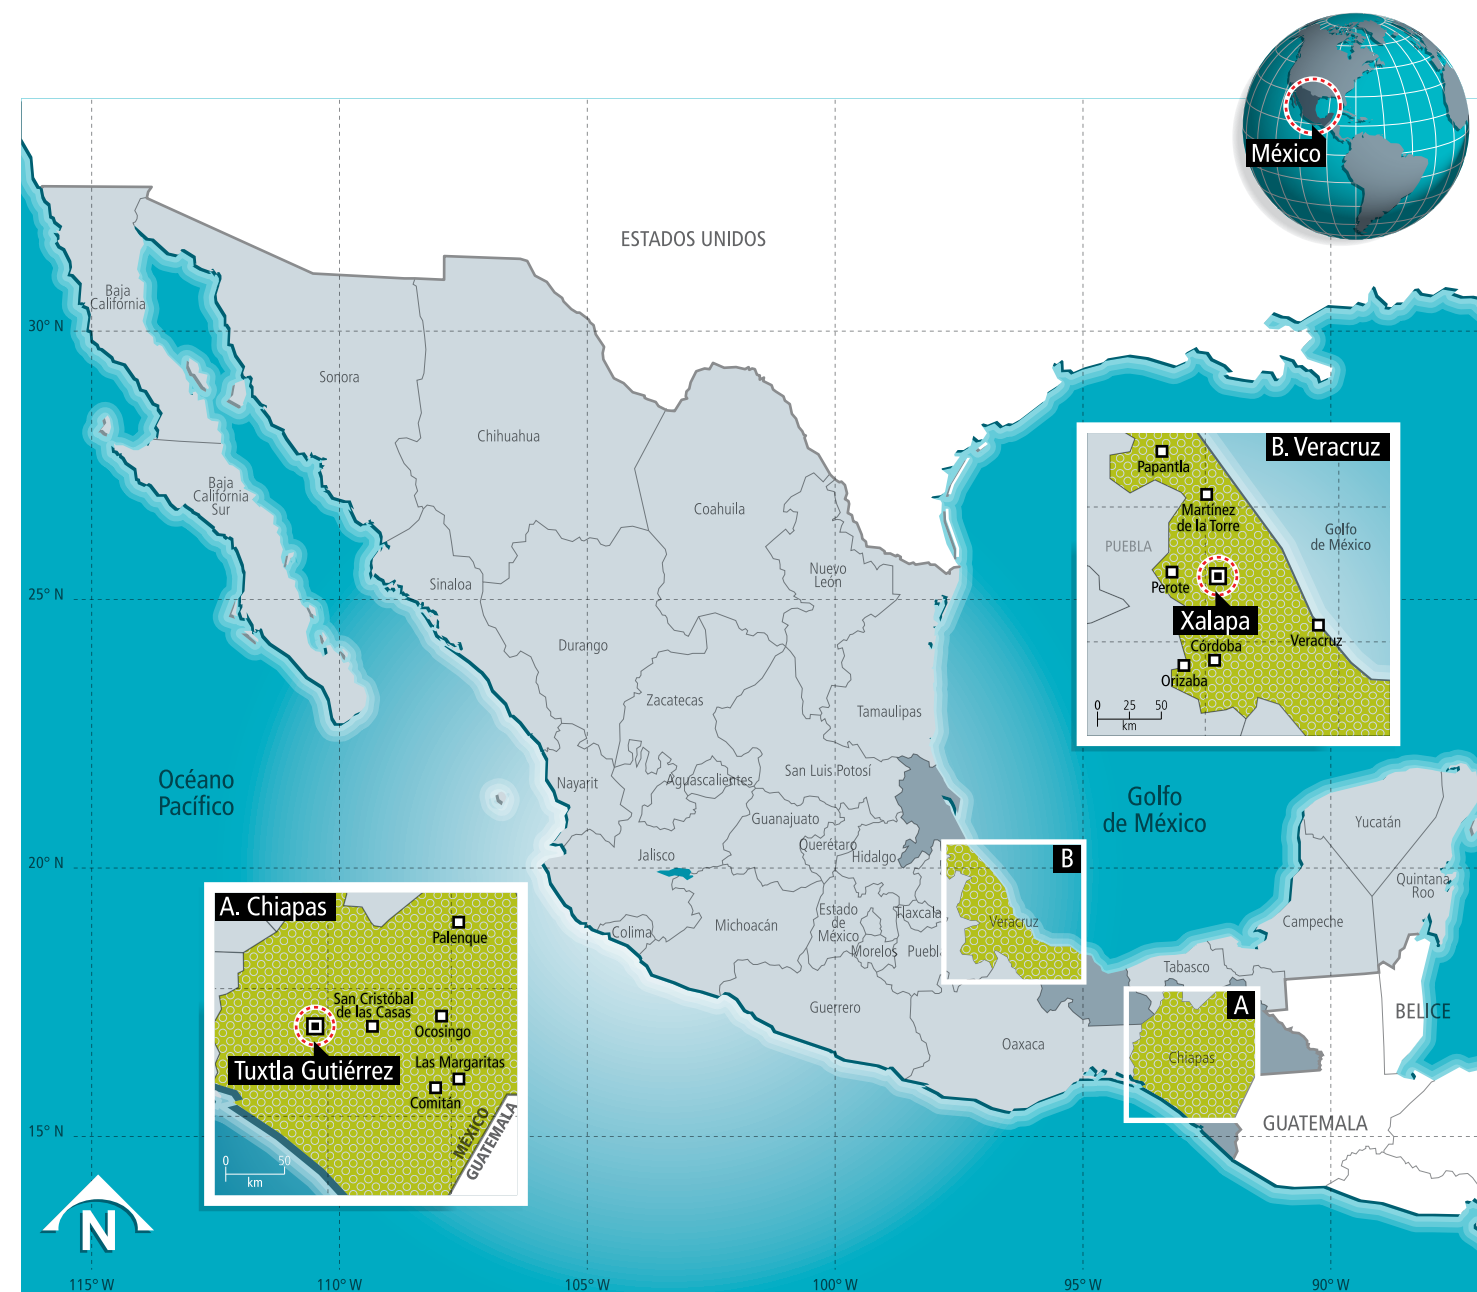 México
ESTADOS UNIDOS
Baja
California
30° N
Sonora
Chihuahua
Baja
California
Sur
Coahuila
Nuevo
León
Sinaloa
25° N
Durango
Zacatecas
Tamaulipas
San Luis Potosí
Aguascalientes
Nayarit
Océano
Pacífico
Guanajuato
Querétaro
Hidalgo
Jalisco
20° N
Golfo
de México
Yucatán
Quintana
Roo
Campeche
B
Veracruz
Tlaxcala
Estado
de
México
Michoacán
Colima
Morelos
Puebla
Tabasco
Guerrero
Oaxaca
A
Chiapas
BELICE
GUATEMALA
15° N
B. Veracruz
Papantla
Martínez
de la Torre
Golfo
de México
PUEBLA
Perote
Xalapa
Veracruz
Córdoba
Orizaba
0 25 50
km
A. Chiapas
Palenque
San Cristóbal
de las Casas
Ocosingo
Tuxtla Gutiérrez
Las Margaritas
Comitán
MÉXICO
GUATEMALA
0 50
km
N
115° W 110° W 105° W 100° W 95° W 90° W